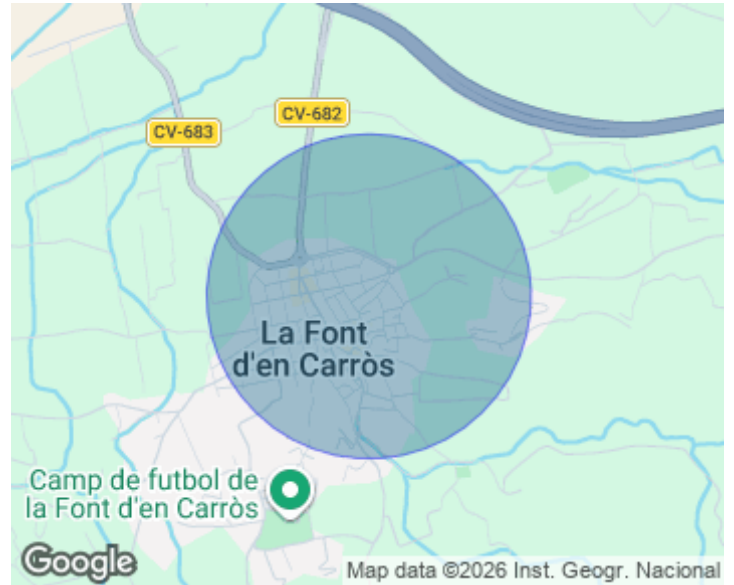 CV-682
CV-683
La Font
d'en Carròs
Camp de futbol de
la Font d'en Carròs
Google
Map data ©2026 Inst. Geogr. Nacional